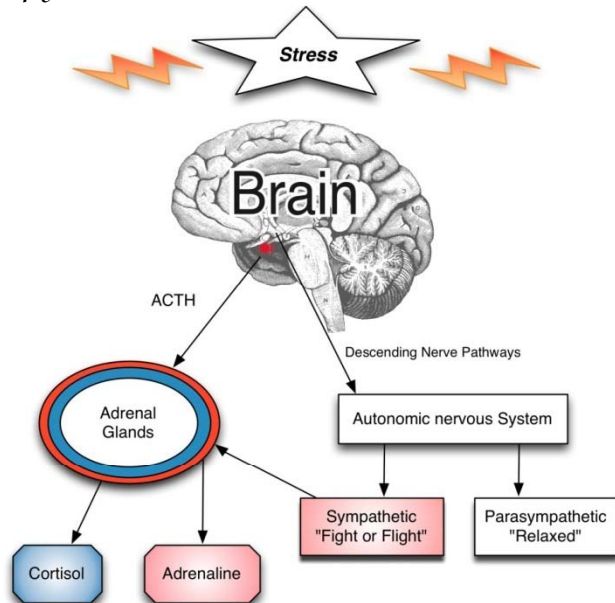 Stress
Brain
ACTH
Descending Nerve Pathways
Adrenal
Glands
Autonomic nervous System
Sympathetic
"Fight or Flight"
Parasympathetic
"Relaxed"
Cortisol
Adrenaline